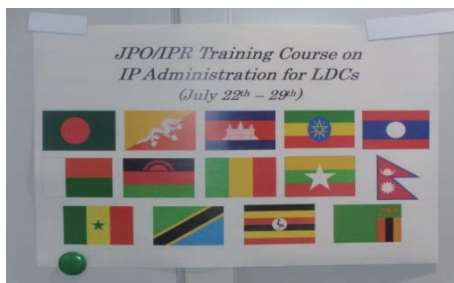 JPO/IPR Training Course on
IP Administration for LDCs
(July 22th – 29th)